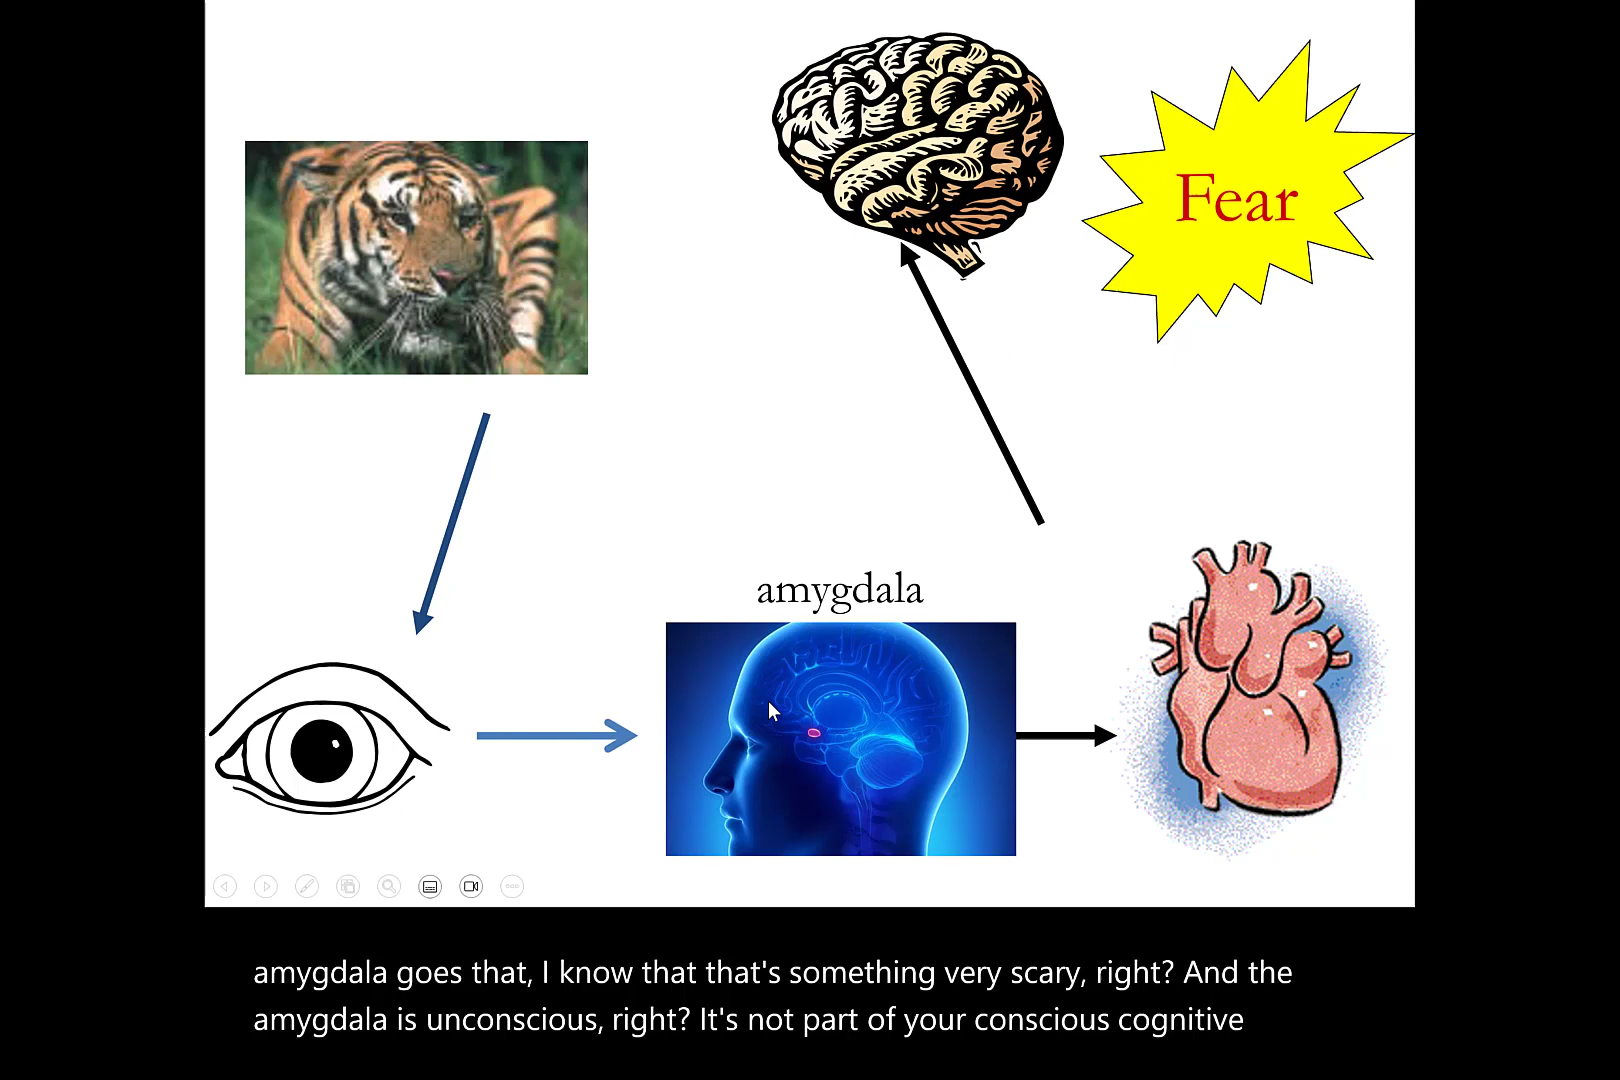 Fear
amygdala
amygdala goes that, I know that that's something very scary, right? And the
amygdala is unconscious, right? It's not part of your conscious cognitive